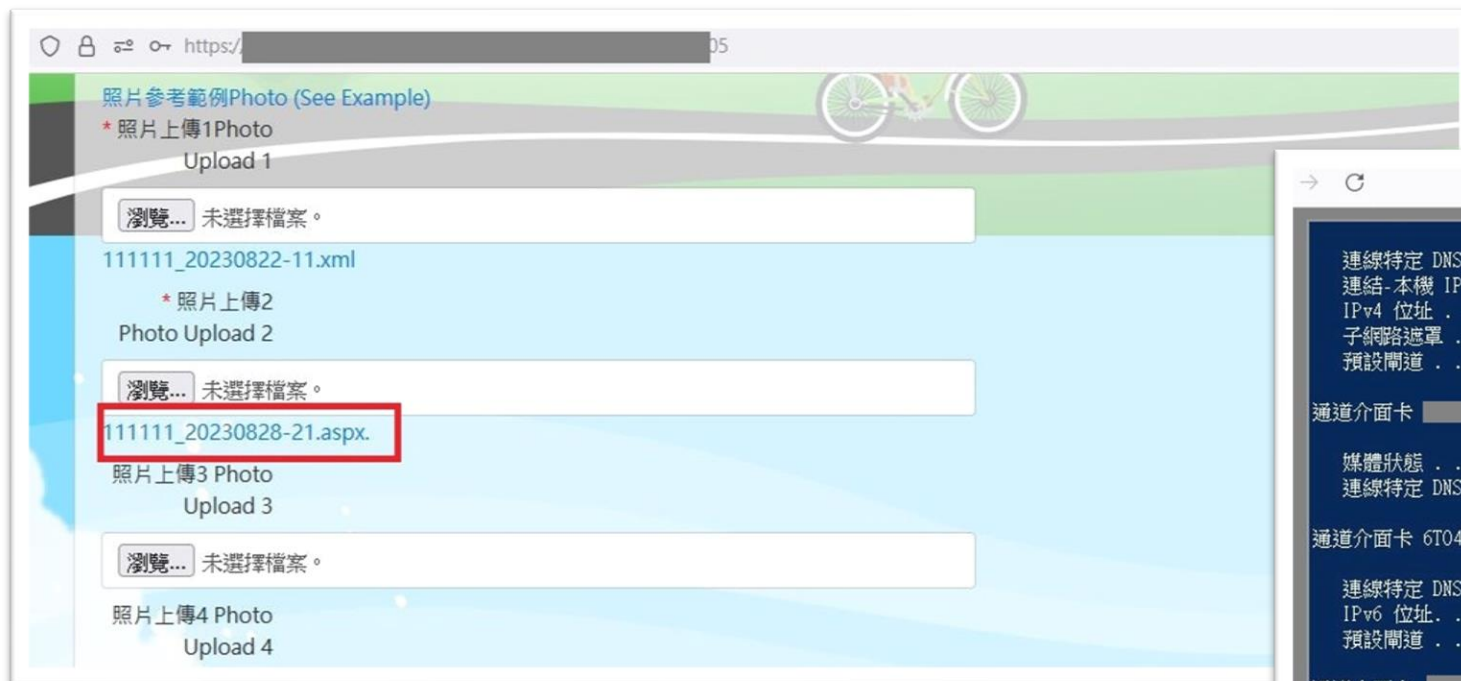 https:/
05
照片參考範例Photo (See Example)
* 照片上傳1Photo
Upload 1
瀏覽... 未選擇檔案。
111111_20230822-11.xml
* 照片上傳2
Photo Upload 2
瀏覽... 未選擇檔案。
111111_20230828-21.aspx.
照片上傳3 Photo
Upload 3
瀏覽... 未選擇檔案。
照片上傳4 Photo
Upload 4
連線特定 DNS
連結-本機 IP
IPv4 位址 .
子網路遮罩 .
預設閘道 . .
通道介面卡
媒體狀態 . .
連線特定 DNS
通道介面卡 6TO4
連線特定 DNS
IPv6 位址. .
預設閘道 . .